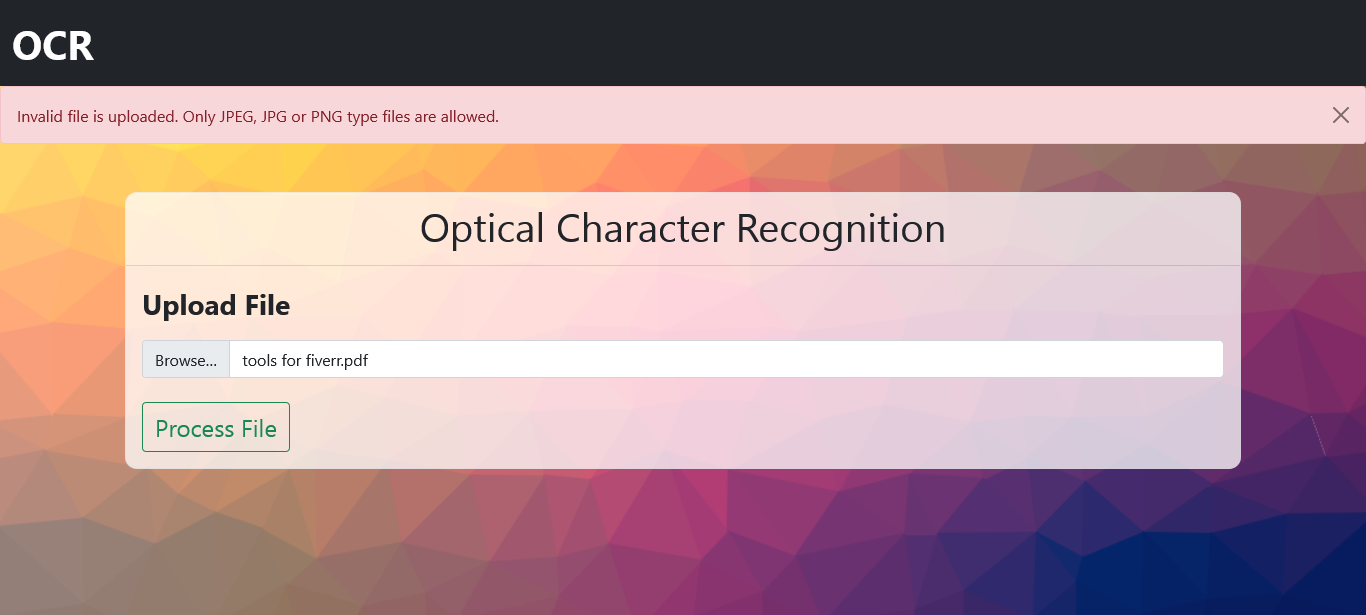 OCR
Invalid file is uploaded. Only JPEG, JPG or PNG type files are allowed.
Optical Character Recognition
Upload File
Browse... tools for fiverr.pdf
Process File